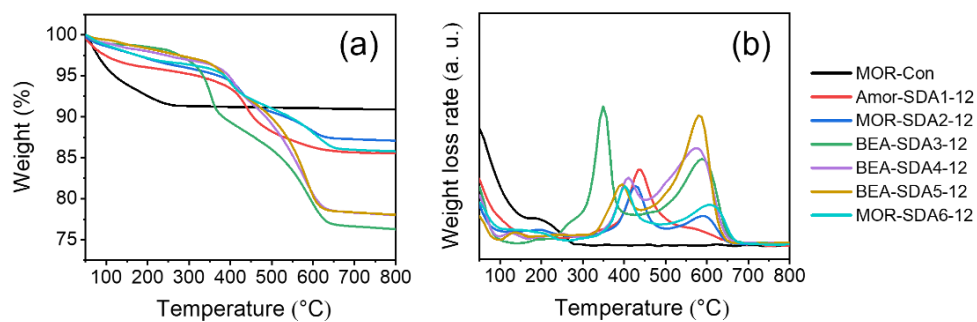 (a)
Weight (%)
100
95
90
85
80
75
100 200 300 400 500 600 700 800
Temperature (°C)
(b)
Weight loss rate (a. u.)
100 200 300 400 500 600 700 800
Temperature (°C)
MOR-Con
Amor-SDA1-12
MOR-SDA2-12
BEA-SDA3-12
BEA-SDA4-12
BEA-SDA5-12
MOR-SDA6-12